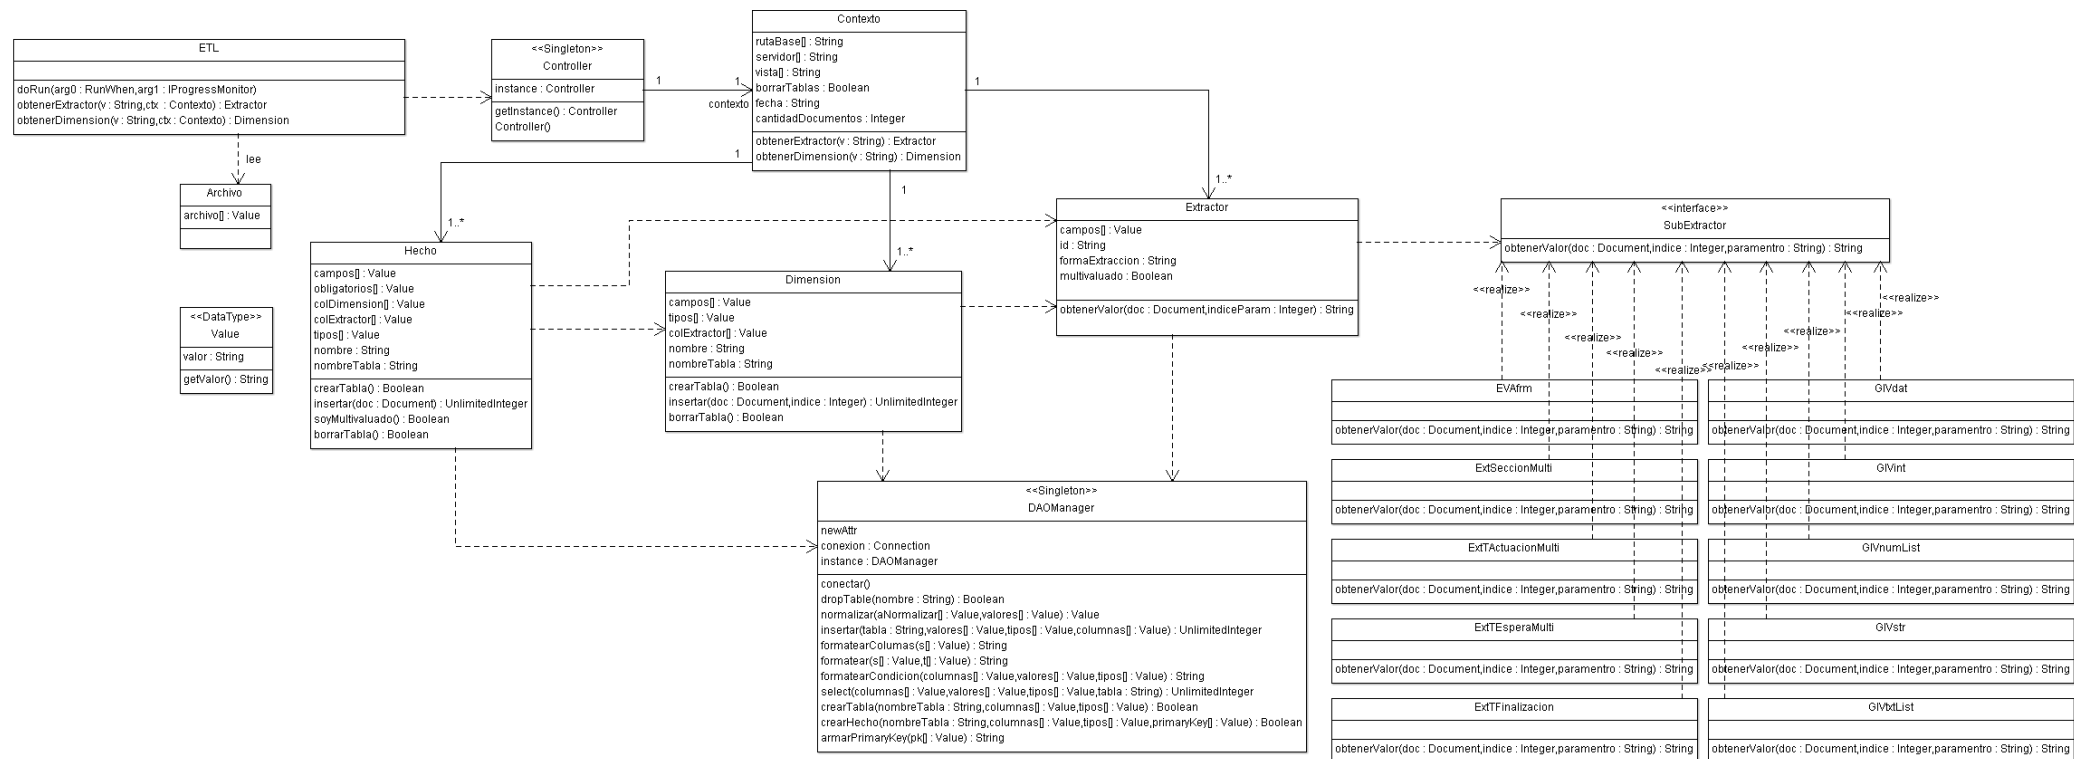 ETL
doRun(arg0 : RunWhen,arg1 : IProgressMonitor)
obtenerExtractor(v : String,ctx : Contexto) : Extractor
obtenerDimension(v : String,ctx : Contexto) : Dimension
lee
Archivo
archivo[] : Value
<<DataType>>
Value
valor : String
getValor() : String
<<Singleton>>
Controller
instance : Controller
getInstance() : Controller
Controller()
1
1
contexto
Contexto
rutaBase[] : String
servidor[] : String
vista[] : String
borrarTablas : Boolean
fecha : String
cantidadDocumentos : Integer
obtenerExtractor(v : String) : Extractor
obtenerDimension(v : String) : Dimension
1
1..*
1
1..*
1
1..*
Hecho
campos[] : Value
obligatorios[] : Value
colDimension[] : Value
colExtractor[] : Value
tipos[] : Value
nombre : String
nombreTabla : String
crearTabla() : Boolean
insertar(doc : Document) : UnlimitedInteger
soyMultivaluado() : Boolean
borrarTabla() : Boolean
Dimension
campos[] : Value
tipos[] : Value
colExtractor[] : Value
nombre : String
nombreTabla : String
crearTabla() : Boolean
insertar(doc : Document,indice : Integer) : UnlimitedInteger
borrarTabla() : Boolean
Extractor
campos[] : Value
id : String
formaExtraccion : String
multivaluado : Boolean
obtenerValor(doc : Document,indiceParam : Integer) : String
<<interface>>
SubExtractor
obtenerValor(doc : Document,indice : Integer,paramentro : String) : String
<<realize>>
<<realize>>
<<realize>>
<<realize>>
<<realize>>
<<realize>>
<<realize>>
<<realize>>
<<realize>>
<<realize>>
<<Singleton>>
DAOManager
newAttr
conexion : Connection
instance : DAOManager
conectar()
dropTable(nombre : String) : Boolean
normalizar(aNormalizar[] : Value,valores[] : Value) : Value
insertar(tabla : String,valores[] : Value,tipos[] : Value,columnas[] : Value) : UnlimitedInteger
formatearColumas(s[] : Value) : String
formatear(s[] : Value,t[] : Value) : String
formatearCondicion(columnas[] : Value,valores[] : Value,tipos[] : Value) : String
select(columnas[] : Value,valores[] : Value,tipos[] : Value,tabla : String) : UnlimitedInteger
crearTabla(nombreTabla : String,columnas[] : Value,tipos[] : Value) : Boolean
crearHecho(nombreTabla : String,columnas[] : Value,tipos[] : Value,primaryKey[] : Value) : Boolean
armarPrimaryKey(pk[] : Value) : String
EVAfrm
obtenerValor(doc : Document,indice : Integer,paramentro : String) : String
ExtSeccionMulti
obtenerValor(doc : Document,indice : Integer,paramentro : String) : String
ExtTActuacionMulti
obtenerValor(doc : Document,indice : Integer,paramentro : String) : String
ExtTEsperaMulti
obtenerValor(doc : Document,indice : Integer,paramentro : String) : String
ExtTFinalizacion
obtenerValor(doc : Document,indice : Integer,paramentro : String) : String
GIVdat
obtenerValor(doc : Document,indice : Integer,paramentro : String) : String
GIVint
obtenerValor(doc : Document,indice : Integer,paramentro : String) : String
GIVnumList
obtenerValor(doc : Document,indice : Integer,paramentro : String) : String
GIVstr
obtenerValor(doc : Document,indice : Integer,paramentro : String) : String
GIVtxtList
obtenerValor(doc : Document,indice : Integer,paramentro : String) : String